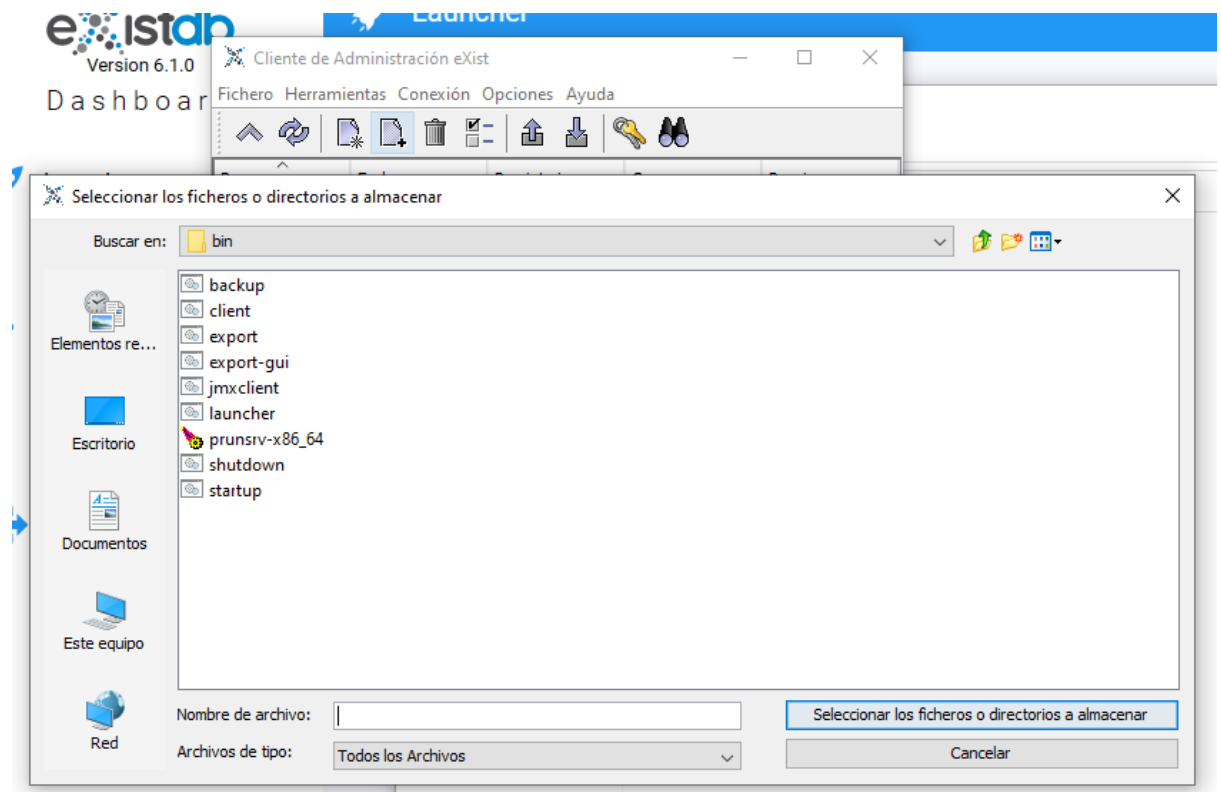 eXistdb
Launcher
Version 6.1.0
Dashboar
Cliente de Administración eXist
Fichero Herramientas Conexión Opciones Ayuda
Seleccionar los ficheros o directorios a almacenar
Buscar en:
bin
backup
client
export
export-gui
jmxclient
launcher
prunsrv-x86_64
shutdown
startup
Elementos re...
Escritorio
Documentos
Este equipo
Red
Nombre de archivo:
Seleccionar los ficheros o directorios a almacenar
Archivos de tipo:
Todos los Archivos
Cancelar